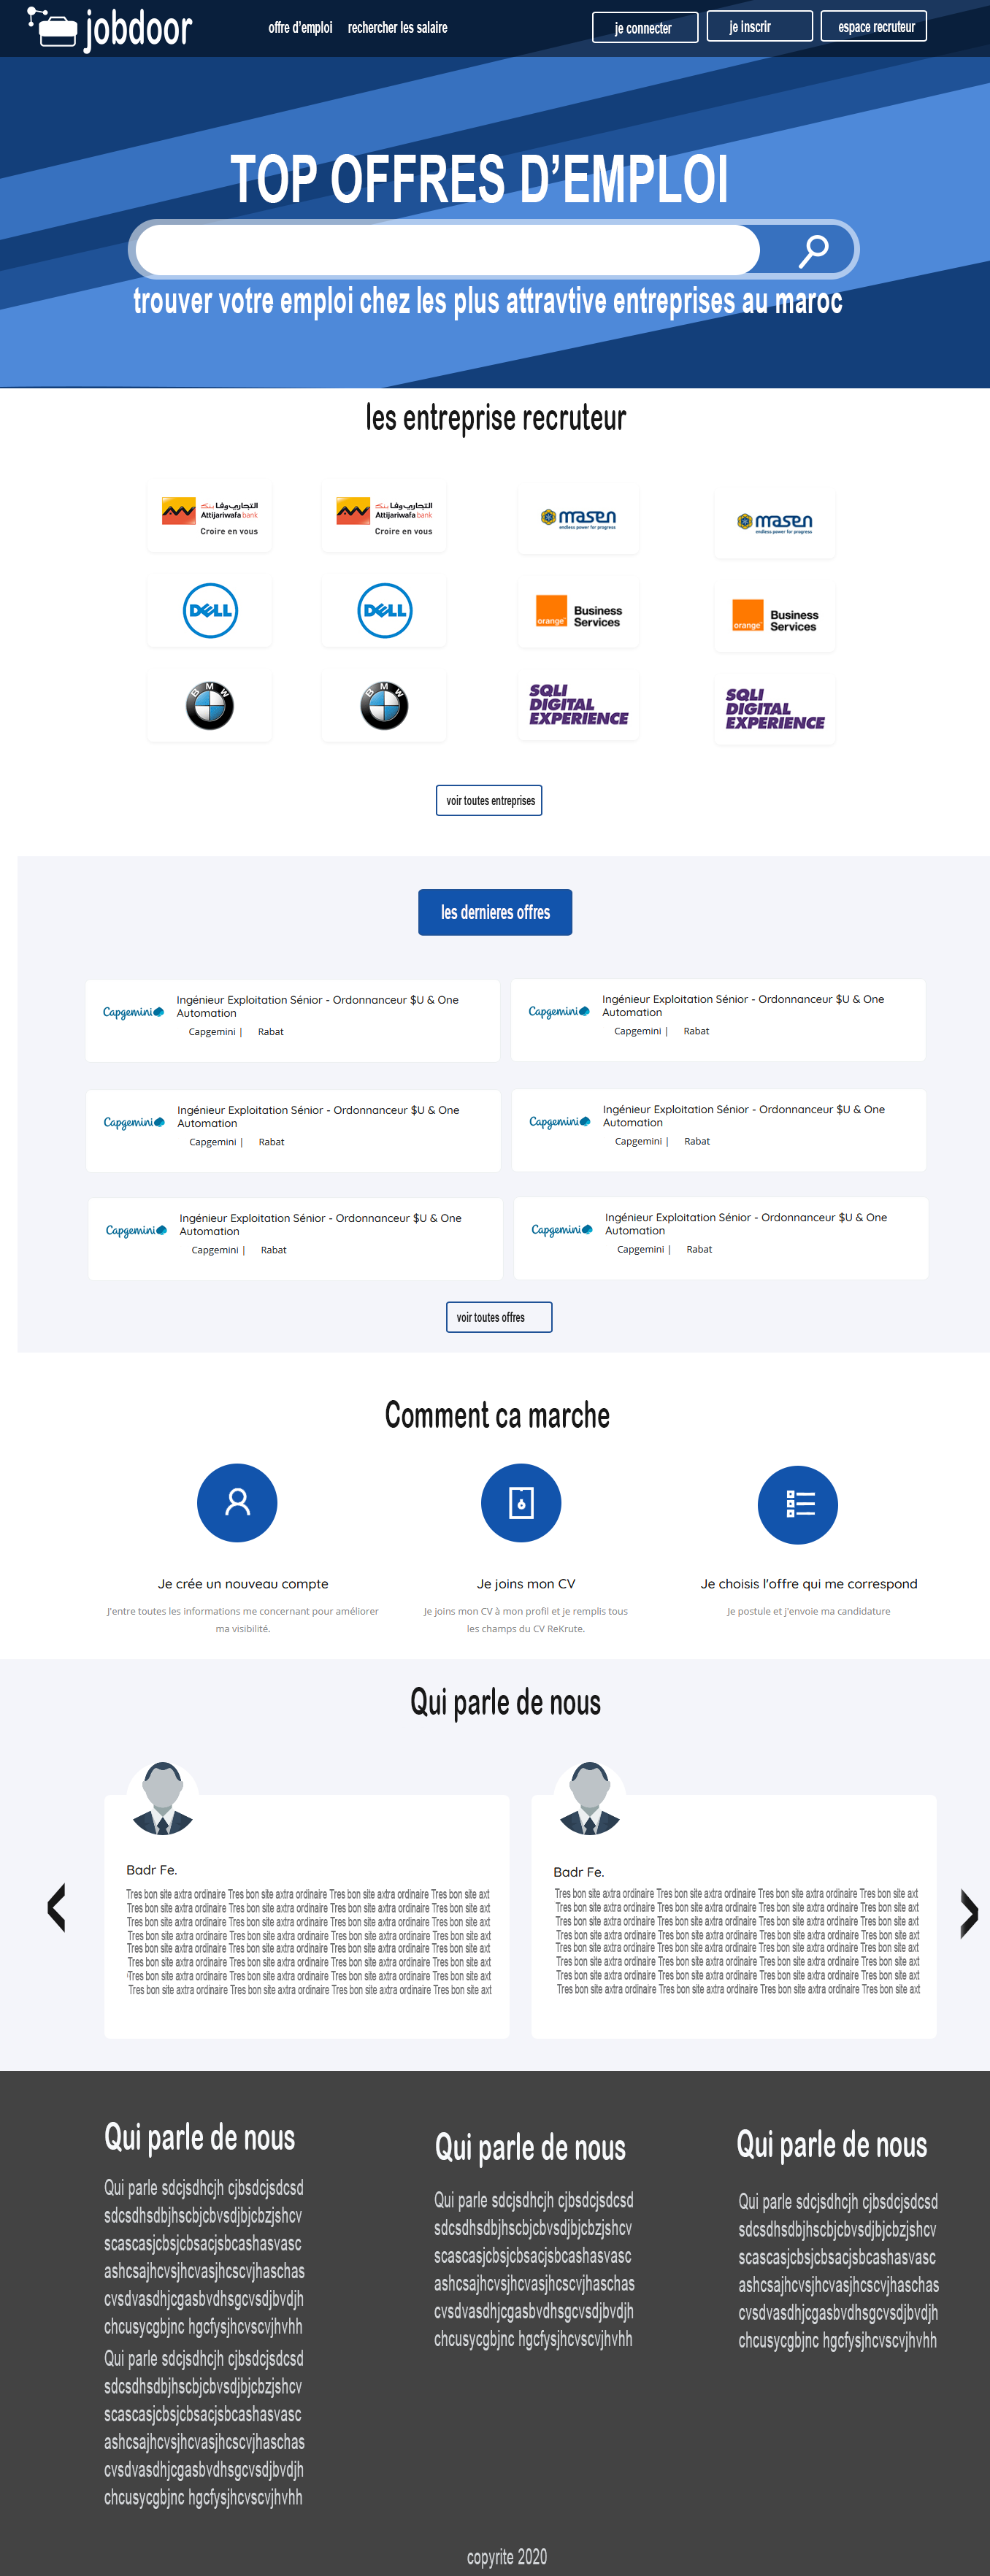 jobdoor
offre d'emploi rechercher les salaire
je connecter
je inscrir
espace recruteur
TOP OFFRES D'EMPLOI
trouver votre emploi chez les plus attravtive entreprises au maroc
les entreprise recruteur
التجاري وفا بنك
Attijariwafa bank
Croire en vous
التجاري وفا بنك
Attijariwafa bank
Croire en vous
masen
endless power for progress
masen
endless power for progress
DELL
DELL
orange
Business
Services
orange
Business
Services
BMW
BMW
SQLI
DIGITAL
EXPERIENCE
SQLI
DIGITAL
EXPERIENCE
voir toutes entreprises
les dernieres offres
Capgemini
Ingénieur Exploitation Sénior - Ordonnanceur $U & One
Automation
Capgemini | Rabat
Capgemini
Ingénieur Exploitation Sénior - Ordonnanceur $U & One
Automation
Capgemini | Rabat
Capgemini
Ingénieur Exploitation Sénior - Ordonnanceur $U & One
Automation
Capgemini | Rabat
Capgemini
Ingénieur Exploitation Sénior - Ordonnanceur $U & One
Automation
Capgemini | Rabat
Capgemini
Ingénieur Exploitation Sénior - Ordonnanceur $U & One
Automation
Capgemini | Rabat
Capgemini
Ingénieur Exploitation Sénior - Ordonnanceur $U & One
Automation
Capgemini | Rabat
voir toutes offres
Comment ca marche
Je crée un nouveau compte
J'entre toutes les informations me concernant pour améliorer
ma visibilité.
Je joins mon CV
Je joins mon CV à mon profil et je remplis tous
les champs du CV ReKrute.
Je choisis l'offre qui me correspond
Je postule et j'envoie ma candidature
Qui parle de nous
Badr Fe.
Tres bon site axtra ordinaire Tres bon site axtra ordinaire Tres bon site axtra ordinaire Tres bon site axt
Tres bon site axtra ordinaire Tres bon site axtra ordinaire Tres bon site axtra ordinaire Tres bon site axt
Tres bon site axtra ordinaire Tres bon site axtra ordinaire Tres bon site axtra ordinaire Tres bon site axt
Tres bon site axtra ordinaire Tres bon site axtra ordinaire Tres bon site axtra ordinaire Tres bon site axt
Tres bon site axtra ordinaire Tres bon site axtra ordinaire Tres bon site axtra ordinaire Tres bon site axt
Tres bon site axtra ordinaire Tres bon site axtra ordinaire Tres bon site axtra ordinaire Tres bon site axt
Tres bon site axtra ordinaire Tres bon site axtra ordinaire Tres bon site axtra ordinaire Tres bon site axt
Tres bon site axtra ordinaire Tres bon site axtra ordinaire Tres bon site axtra ordinaire Tres bon site axt
Badr Fe.
Tres bon site axtra ordinaire Tres bon site axtra ordinaire Tres bon site axtra ordinaire Tres bon site axt
Tres bon site axtra ordinaire Tres bon site axtra ordinaire Tres bon site axtra ordinaire Tres bon site axt
Tres bon site axtra ordinaire Tres bon site axtra ordinaire Tres bon site axtra ordinaire Tres bon site axt
Tres bon site axtra ordinaire Tres bon site axtra ordinaire Tres bon site axtra ordinaire Tres bon site axt
Tres bon site axtra ordinaire Tres bon site axtra ordinaire Tres bon site axtra ordinaire Tres bon site axt
Tres bon site axtra ordinaire Tres bon site axtra ordinaire Tres bon site axtra ordinaire Tres bon site axt
Tres bon site axtra ordinaire Tres bon site axtra ordinaire Tres bon site axtra ordinaire Tres bon site axt
Tres bon site axtra ordinaire Tres bon site axtra ordinaire Tres bon site axtra ordinaire Tres bon site axt
Qui parle de nous
Qui parle sdcjsdhcjh cjbsdcjsdcsd
sdcsdhsdbjhscbjcbvsdjbjcbzjshcv
scascasjcbsjcbsacjsbcashasvasc
ashcsajhcvsjhcvasjhcscvjhaschas
cvsdvasdhjcgasbvdhsgcvsdjbvdjh
chcusycgbjnc hgcfysjhcvscvjhvhh
Qui parle sdcjsdhcjh cjbsdcjsdcsd
sdcsdhsdbjhscbjcbvsdjbjcbzjshcv
scascasjcbsjcbsacjsbcashasvasc
ashcsajhcvsjhcvasjhcscvjhaschas
cvsdvasdhjcgasbvdhsgcvsdjbvdjh
chcusycgbjnc hgcfysjhcvscvjhvhh
Qui parle de nous
Qui parle sdcjsdhcjh cjbsdcjsdcsd
sdcsdhsdbjhscbjcbvsdjbjcbzjshcv
scascasjcbsjcbsacjsbcashasvasc
ashcsajhcvsjhcvasjhcscvjhaschas
cvsdvasdhjcgasbvdhsgcvsdjbvdjh
chcusycgbjnc hgcfysjhcvscvjhvhh
Qui parle de nous
Qui parle sdcjsdhcjh cjbsdcjsdcsd
sdcsdhsdbjhscbjcbvsdjbjcbzjshcv
scascasjcbsjcbsacjsbcashasvasc
ashcsajhcvsjhcvasjhcscvjhaschas
cvsdvasdhjcgasbvdhsgcvsdjbvdjh
chcusycgbjnc hgcfysjhcvscvjhvhh
copyrite 2020